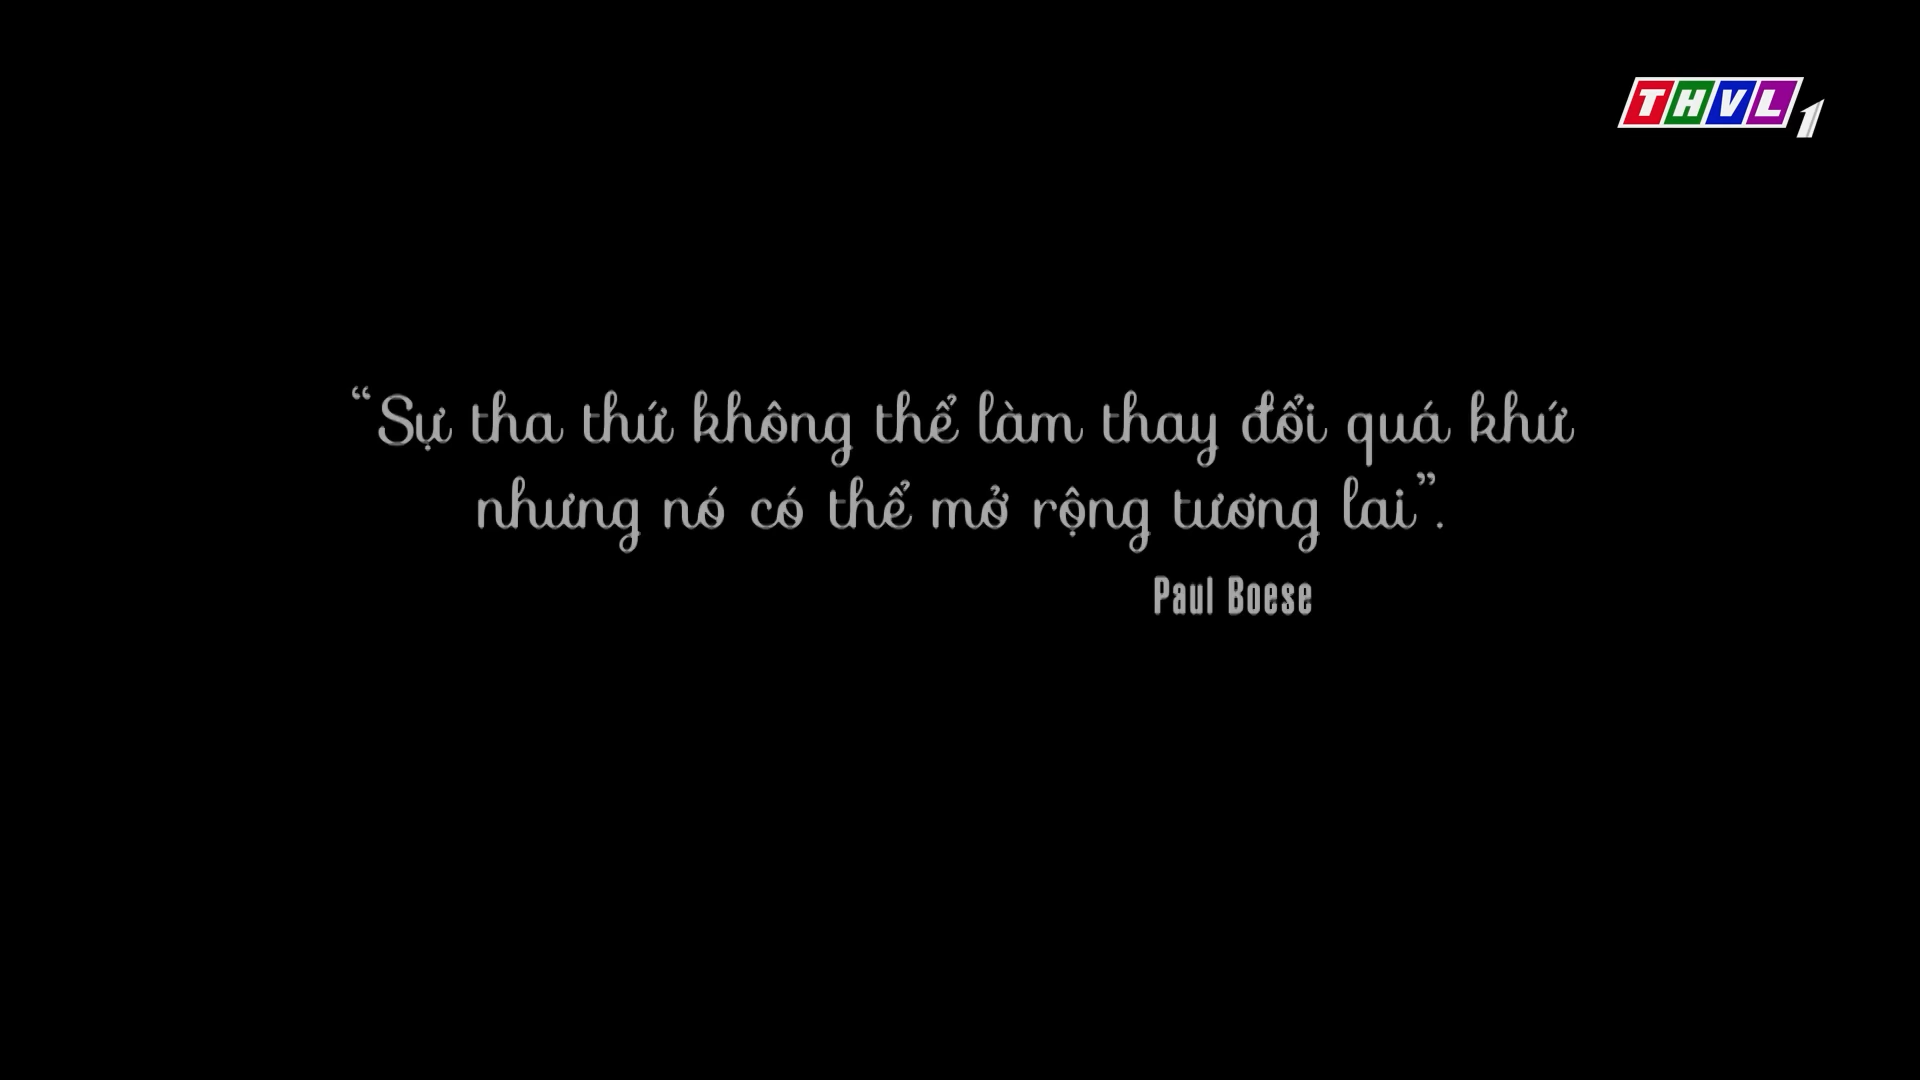 THVL1
“Sự tha thứ không thể làm thay đổi quá khứ
nhưng nó có thể mở rộng tương lai”.
Paul Boese